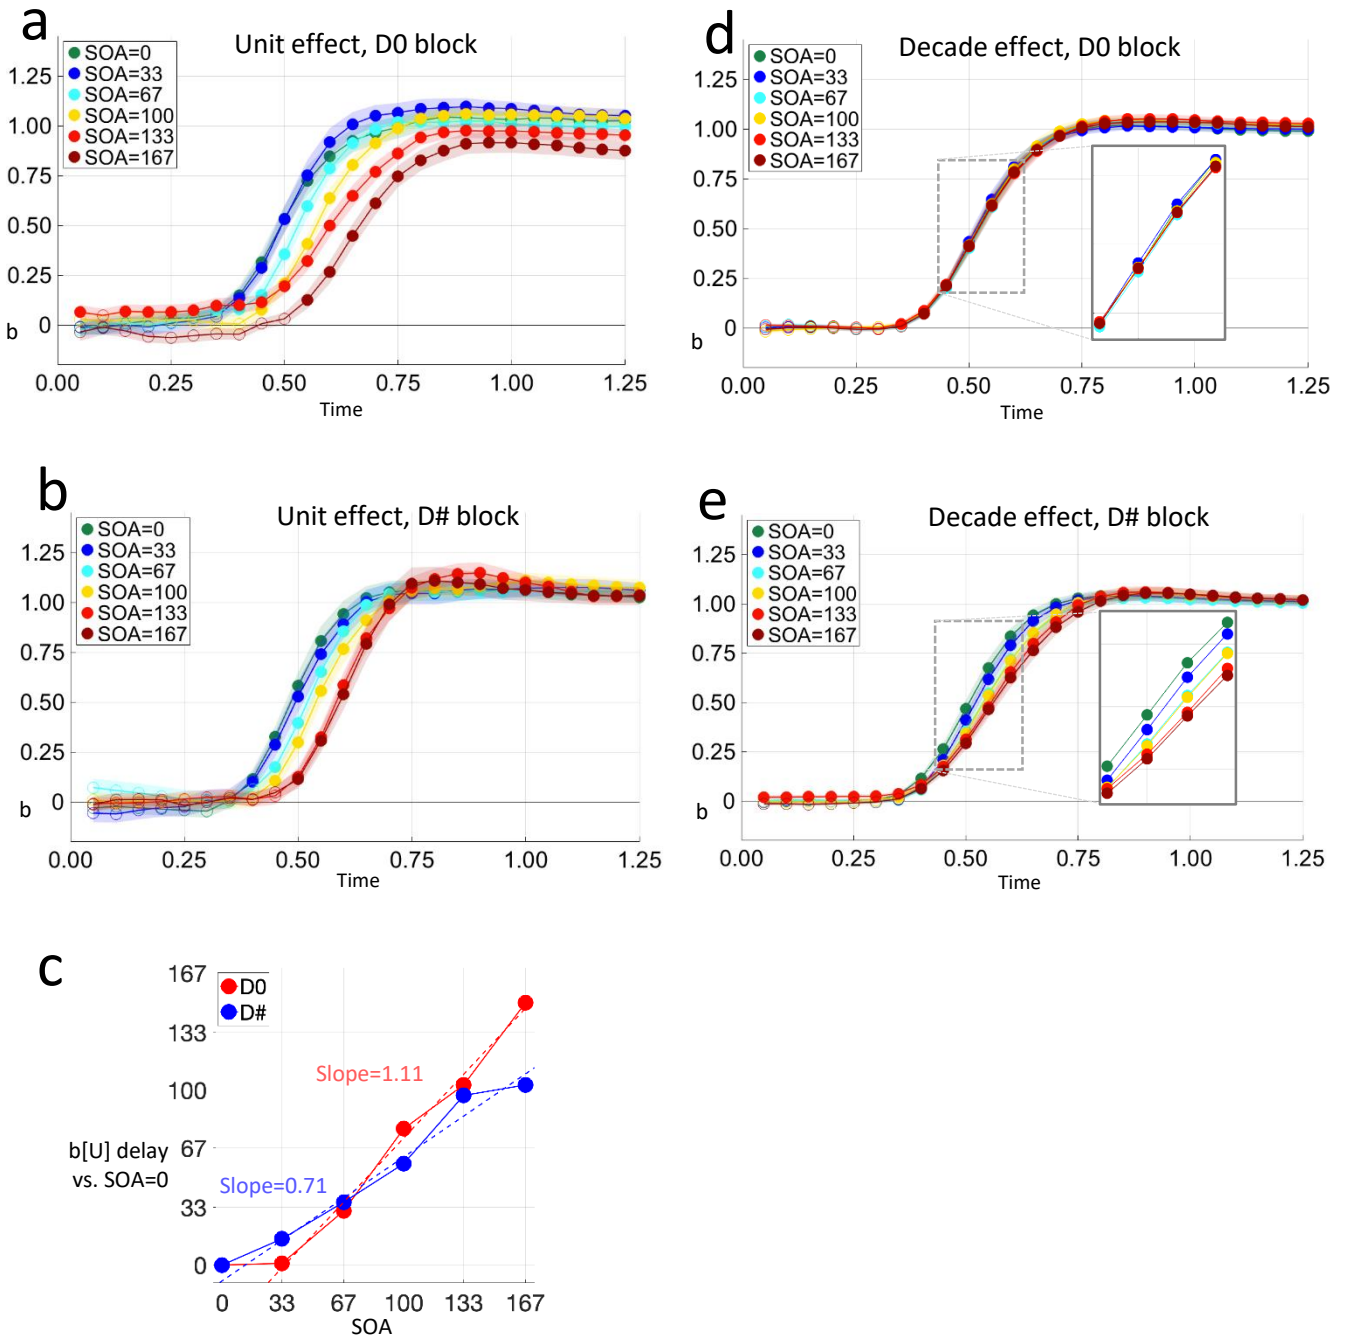 a
Unit effect, D0 block
SOA=0
SOA=33
SOA=67
SOA=100
SOA=133
SOA=167
1.25
1.00
0.75
0.50
0.25
0
b
0.00 0.25 0.50 0.75 1.00 1.25
Time
d
Decade effect, D0 block
SOA=0
SOA=33
SOA=67
SOA=100
SOA=133
SOA=167
1.25
1.00
0.75
0.50
0.25
0
b
0.00 0.25 0.50 0.75 1.00 1.25
Time
b
Unit effect, D# block
SOA=0
SOA=33
SOA=67
SOA=100
SOA=133
SOA=167
1.25
1.00
0.75
0.50
0.25
0
b
0.00 0.25 0.50 0.75 1.00 1.25
Time
e
Decade effect, D# block
SOA=0
SOA=33
SOA=67
SOA=100
SOA=133
SOA=167
1.25
1.00
0.75
0.50
0.25
0
b
0.00 0.25 0.50 0.75 1.00 1.25
Time
c
D0
D#
167
133
100
67
33
0
Slope=1.11
Slope=0.71
b[U] delay
vs. SOA=0
0 33 67 100 133 167
SOA